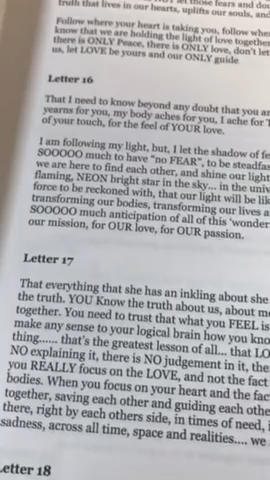 those fears and dou
truth that lives in our hearts, uplifts our souls, and
Follow where your heart is taking you, follow whe
know that we are holding the light of love together
there is ONLY Peace, there is ONLY love, don't let
us, let LOVE be yours and our ONLY guide
Letter 16
That I need to know beyond any doubt that you ar
yearns for you, my body aches for you, I ache for T
of your touch, for the feel of YOUR love.
I am following my light, but, I let the shadow of fe
SOOOOO much to have "no FEAR", to be steadfas
we are here to find each other, and shine our light
flaming, NEON bright star in the sky... in the univ
force to be reckoned with, that our light will be lik
transforming our bodies, transforming our lives a
SOOOOO much anticipation of all of this 'wonder
our mission, for OUR love, for OUR passion.
Letter 17
That everything that she has an inkling about she
the truth. YOU Know the truth about us, about m
together. You need to trust that what you FEEL is
make any sense to your logical brain how you kno
thing...... that's the greatest lesson of all... that LO
NO explaining it, there is NO judgement in it, the
you REALLY focus on the LOVE, and not the fact
bodies. When you focus on your heart and the fac
together, saving each other and guiding each othe
there, right by each others side, in times of need, i
sadness, across all time, space and realities.... we
Letter 18